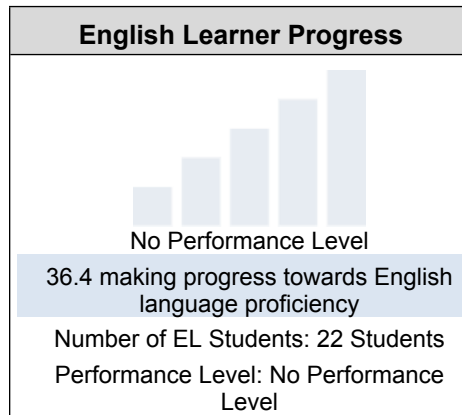 English Learner Progress
No Performance Level
36.4 making progress towards English
language proficiency
Number of EL Students: 22 Students
Performance Level: No Performance
Level